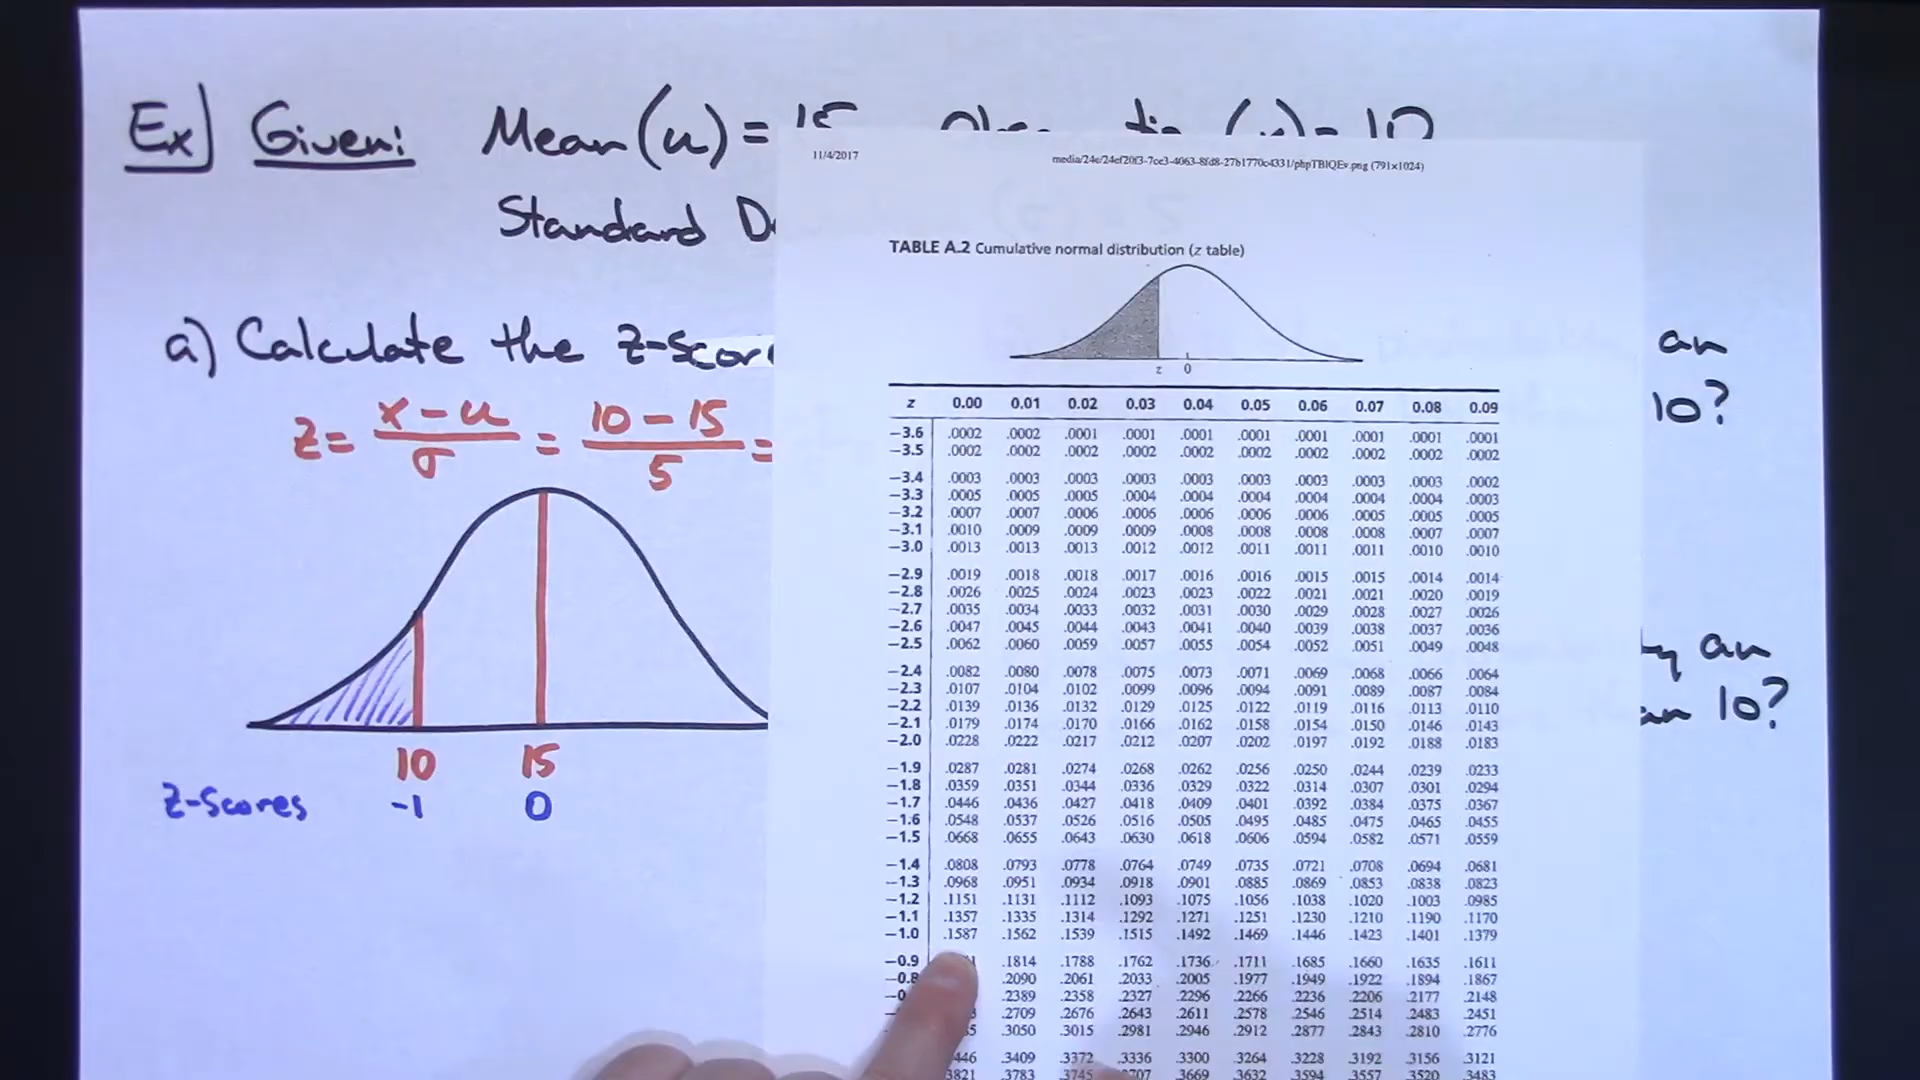 Ex) Given: Mean (u) = 15 (x) = 10
Standard
a) Calculate the z-score
an
10?
z = x - u / σ = 10 - 15 / 5 =
an
10?
10 15
z-scores -1 0
11/4/2017
TABLE A.2 Cumulative normal distribution (z table)
z 0
z 0.00 0.01 0.02 0.03 0.04 0.05 0.06 0.07 0.08 0.09
−3.6 .0002 .0002 .0001 .0001 .0001 .0001 .0001 .0001 .0001 .0001
−3.5 .0002 .0002 .0002 .0002 .0002 .0002 .0002 .0002 .0002 .0002
−3.4 .0003 .0003 .0003 .0003 .0003 .0003 .0003 .0003 .0003 .0002
−3.3 .0005 .0005 .0005 .0004 .0004 .0004 .0004 .0004 .0004 .0003
−3.2 .0007 .0007 .0006 .0006 .0006 .0006 .0006 .0005 .0005 .0005
−3.1 .0010 .0009 .0009 .0009 .0008 .0008 .0008 .0008 .0007 .0007
−3.0 .0013 .0013 .0013 .0012 .0012 .0011 .0011 .0011 .0010 .0010
−2.9 .0019 .0018 .0018 .0017 .0016 .0016 .0015 .0015 .0014 .0014
−2.8 .0026 .0025 .0024 .0023 .0023 .0022 .0021 .0021 .0020 .0019
−2.7 .0035 .0034 .0033 .0032 .0031 .0030 .0029 .0028 .0027 .0026
−2.6 .0047 .0045 .0044 .0043 .0041 .0040 .0039 .0038 .0037 .0036
−2.5 .0062 .0060 .0059 .0057 .0055 .0054 .0052 .0051 .0049 .0048
−2.4 .0082 .0080 .0078 .0075 .0073 .0071 .0069 .0068 .0066 .0064
−2.3 .0107 .0104 .0102 .0099 .0096 .0094 .0091 .0089 .0087 .0084
−2.2 .0139 .0136 .0132 .0129 .0125 .0122 .0119 .0116 .0113 .0110
−2.1 .0179 .0174 .0170 .0166 .0162 .0158 .0154 .0150 .0146 .0143
−2.0 .0228 .0222 .0217 .0212 .0207 .0202 .0197 .0192 .0188 .0183
−1.9 .0287 .0281 .0274 .0268 .0262 .0256 .0250 .0244 .0239 .0233
−1.8 .0359 .0351 .0344 .0336 .0329 .0322 .0314 .0307 .0301 .0294
−1.7 .0446 .0436 .0427 .0418 .0409 .0401 .0392 .0384 .0375 .0367
−1.6 .0548 .0537 .0526 .0516 .0505 .0495 .0485 .0475 .0465 .0455
−1.5 .0668 .0655 .0643 .0630 .0618 .0606 .0594 .0582 .0571 .0559
−1.4 .0808 .0793 .0778 .0764 .0749 .0735 .0721 .0708 .0694 .0681
−1.3 .0968 .0951 .0934 .0918 .0901 .0885 .0869 .0853 .0838 .0823
−1.2 .1151 .1131 .1112 .1093 .1075 .1056 .1038 .1020 .1003 .0985
−1.1 .1357 .1335 .1314 .1292 .1271 .1251 .1230 .1210 .1190 .1170
−1.0 .1587 .1562 .1539 .1515 .1492 .1469 .1446 .1423 .1401 .1379
−0.9 .1814 .1788 .1762 .1736 .1711 .1685 .1660 .1635 .1611
−0.8 .2090 .2061 .2033 .2005 .1977 .1949 .1922 .1894 .1867
.2389 .2358 .2327 .2296 .2266 .2236 .2206 .2177 .2148
.2709 .2676 .2643 .2611 .2578 .2546 .2514 .2483 .2451
.3050 .3015 .2981 .2946 .2912 .2877 .2843 .2810 .2776
.3409 .3372 .3336 .3300 .3264 .3228 .3192 .3156 .3121
.3783 .3745 .3669 .3632 .3594 .3557 .3520 .3483